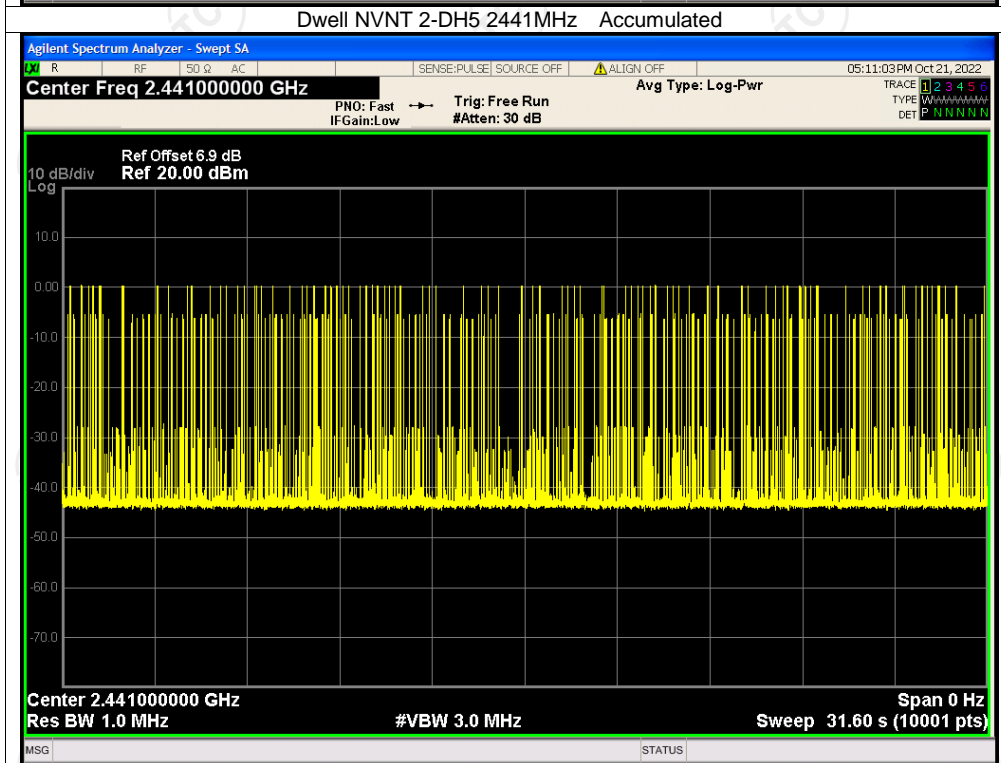 Dwell NVNT 2-DH5 2441MHz Accumulated
Agilent Spectrum Analyzer - Swept SA
LXI R RF 50 Ω AC SENSE:PULSE SOURCE OFF ALIGN OFF 05:11:03 PM Oct 21, 2022
Center Freq 2.441000000 GHz Avg Type: Log-Pwr TRACE 1 2 3 4 5 6
PNO: Fast Trig: Free Run TYPE W
IFGain:Low #Atten: 30 dB DET P N N N N N
Ref Offset 6.9 dB
10 dB/div Ref 20.00 dBm
Log
10.0
0.00
-10.0
-20.0
-30.0
-40.0
-50.0
-60.0
-70.0
Center 2.441000000 GHz Span 0 Hz
Res BW 1.0 MHz #VBW 3.0 MHz Sweep 31.60 s (10001 pts)
MSG STATUS